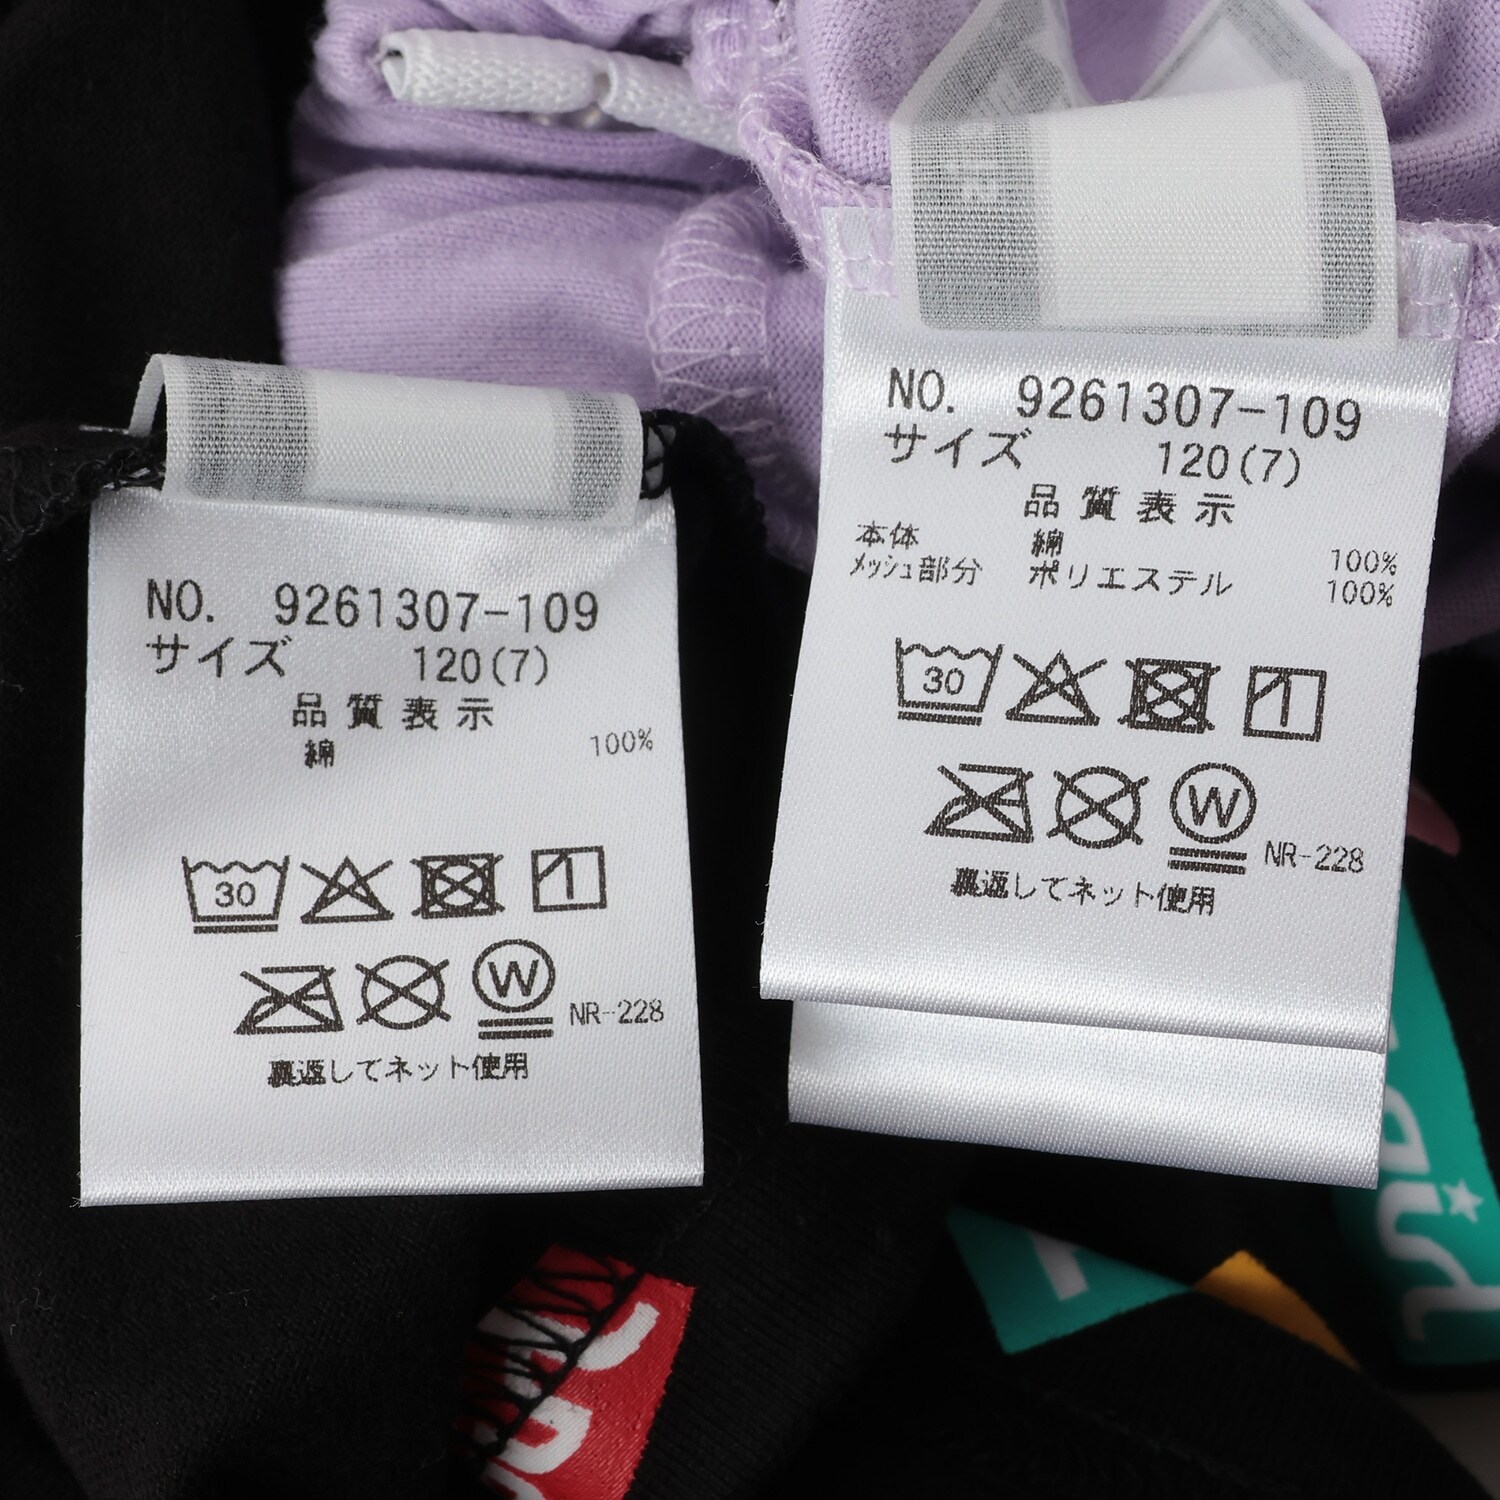 NO. 9261307-109
サイズ 120(7)
品質表示
綿 100%
30
W NR-228
裏返してネット使用
NO. 9261307-109
サイズ 120(7)
品質表示
本体 綿 100%
メッシュ部分 ポリエステル 100%
30
W NR-228
裏返してネット使用